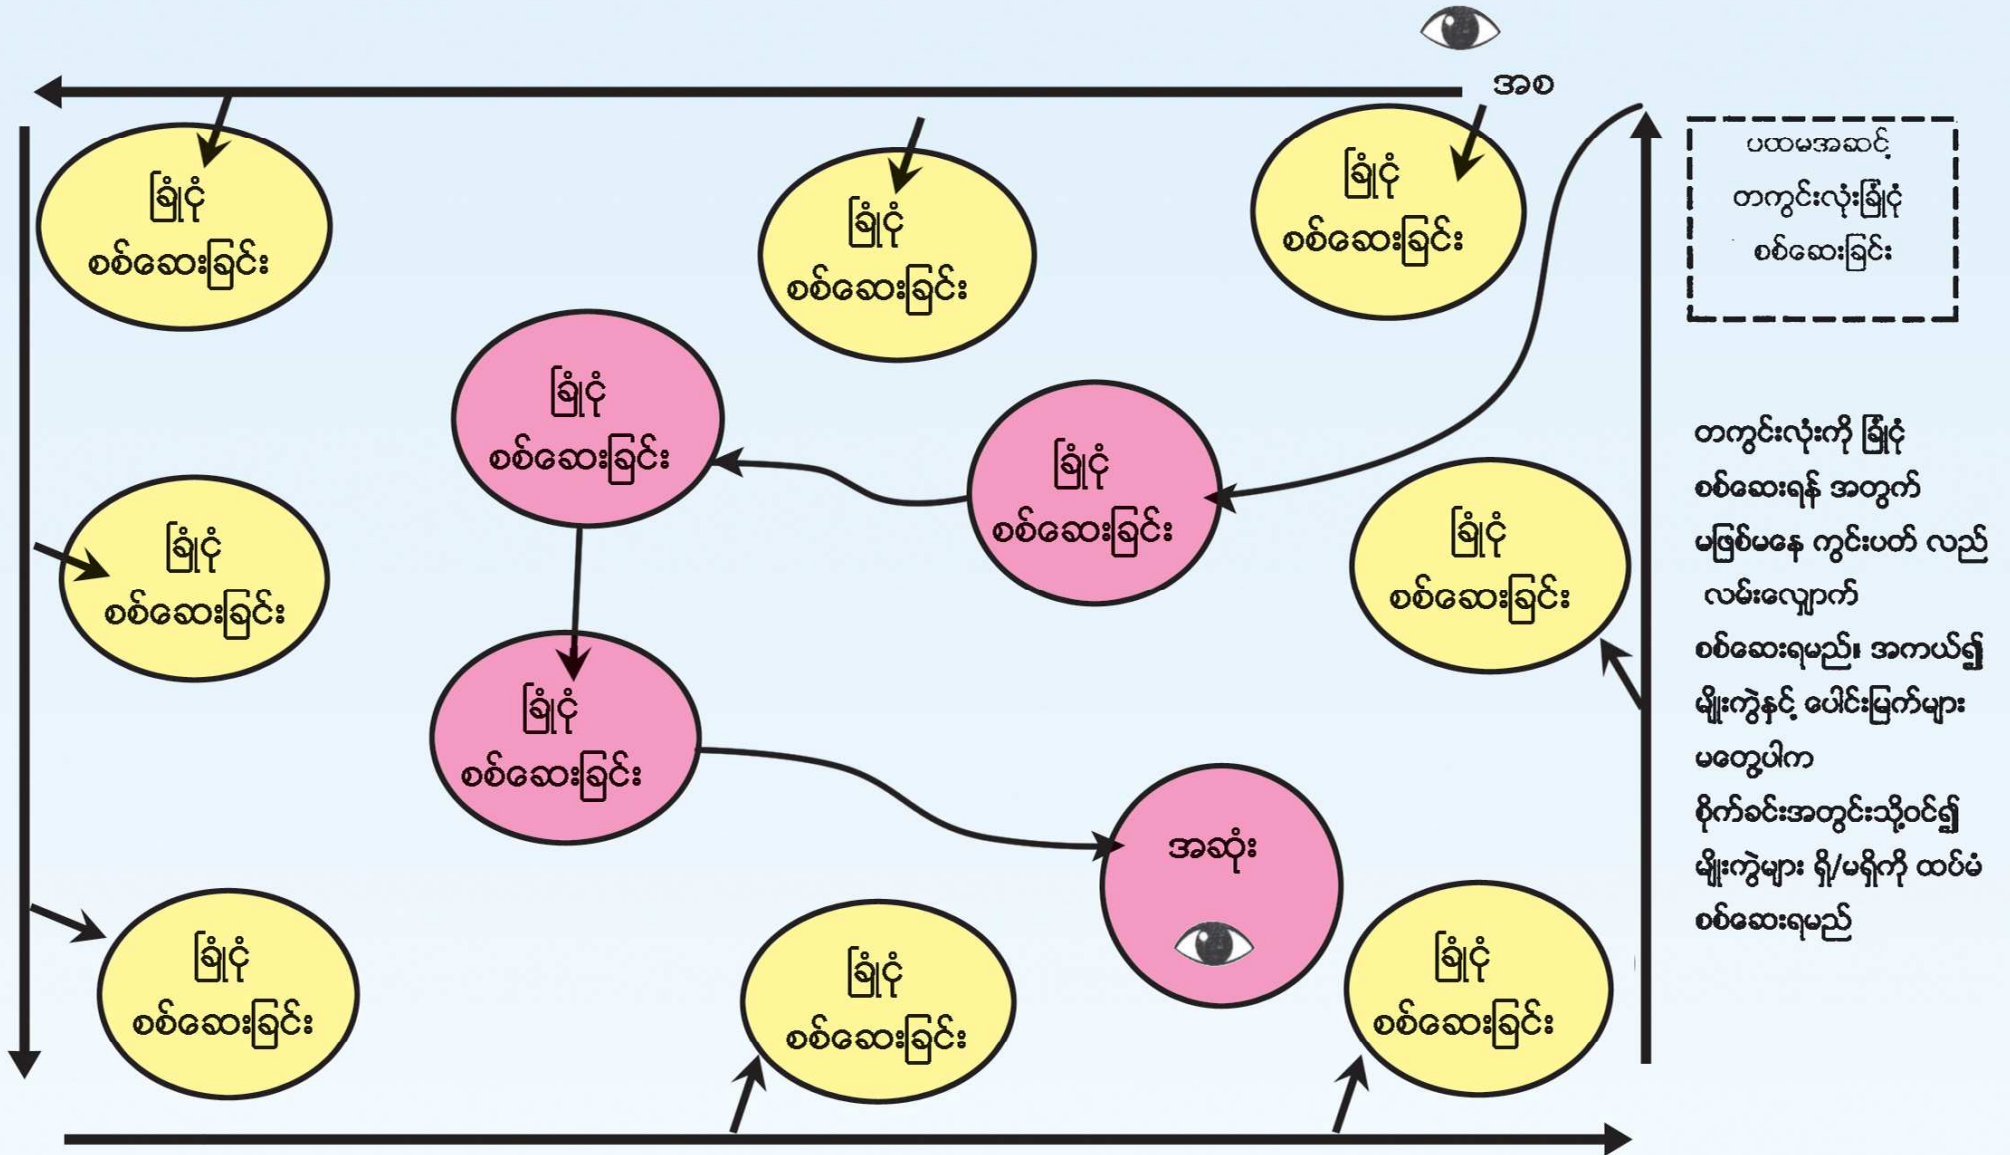 အစ
ခြုံငုံ
စစ်ဆေးခြင်း
ခြုံငုံ
စစ်ဆေးခြင်း
ခြုံငုံ
စစ်ဆေးခြင်း
ပထမအဆင့်
တကွင်းလုံးခြုံငုံ
စစ်ဆေးခြင်း
ခြုံငုံ
စစ်ဆေးခြင်း
ခြုံငုံ
စစ်ဆေးခြင်း
ခြုံငုံ
စစ်ဆေးခြင်း
ခြုံငုံ
စစ်ဆေးခြင်း
ခြုံငုံ
စစ်ဆေးခြင်း
အဆုံး
ခြုံငုံ
စစ်ဆေးခြင်း
ခြုံငုံ
စစ်ဆေးခြင်း
ခြုံငုံ
စစ်ဆေးခြင်း
တကွင်းလုံးကို ခြုံငုံ
စစ်ဆေးရန် အတွက်
မဖြစ်မနေ ကွင်းပတ် လည်
လမ်းလျှောက်
စစ်ဆေးရမည်။ အကယ်၍
မျိုးကွဲနှင့် ပေါင်းမြက်များ
မတွေ့ပါက
စိုက်ခင်းအတွင်းသို့ဝင်၍
မျိုးကွဲများ ရှိ/မရှိကို ထပ်မံ
စစ်ဆေးရမည်